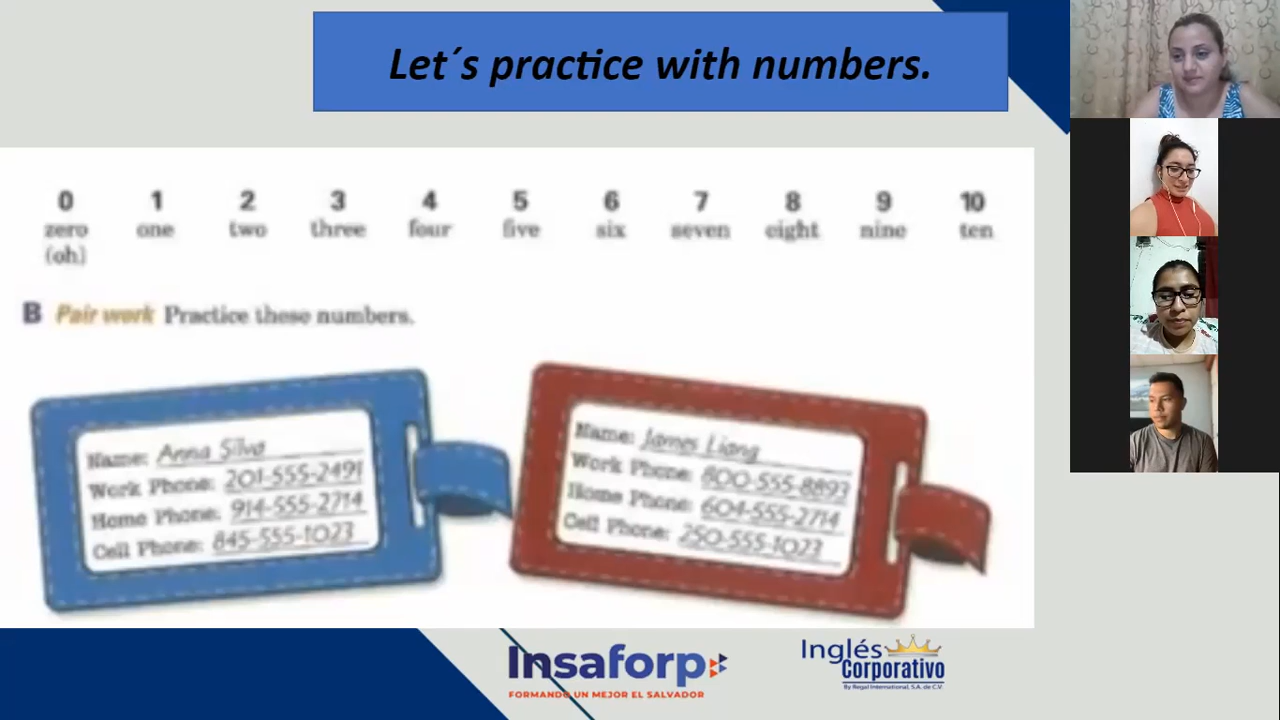 Let´s practice with numbers.
0 1 2 3 4 5 6 7 8 9 10
zero one two three four five six seven eight nine ten
(oh)
B Pair work Practice these numbers.
Name: Anna Silva
Work Phone: 201-555-2491
Home Phone: 914-555-2714
Cell Phone: 845-555-1023
Name: James Liang
Work Phone: 800-555-8893
Home Phone: 604-555-2714
Cell Phone: 250-555-1023
Insaforp
FORMANDO UN MEJOR EL SALVADOR
Inglés
Corporativo
By Regal International, S.A. de C.V.